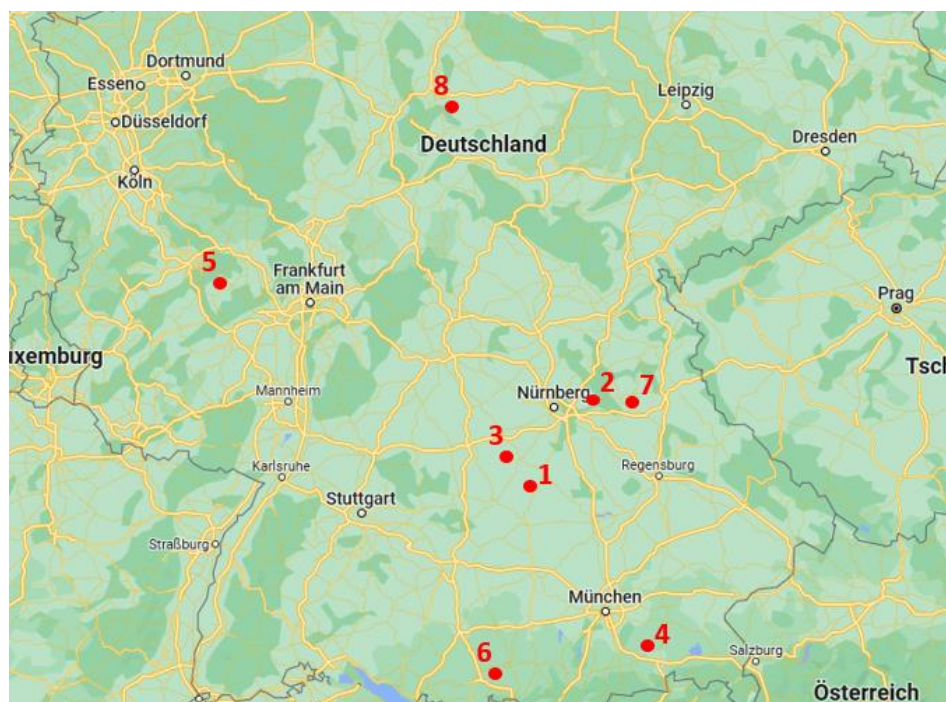 Dortmund
Essen
8
Leipzig
Düsseldorf
Deutschland
Dresden
Köln
5
Frankfurt
am Main
Prag
uxemburg
Tsch
Mannheim
Nürnberg
2
7
3
Karlsruhe
1
Regensburg
Stuttgart
Straßburg
München
4
6
Salzburg
Österreich